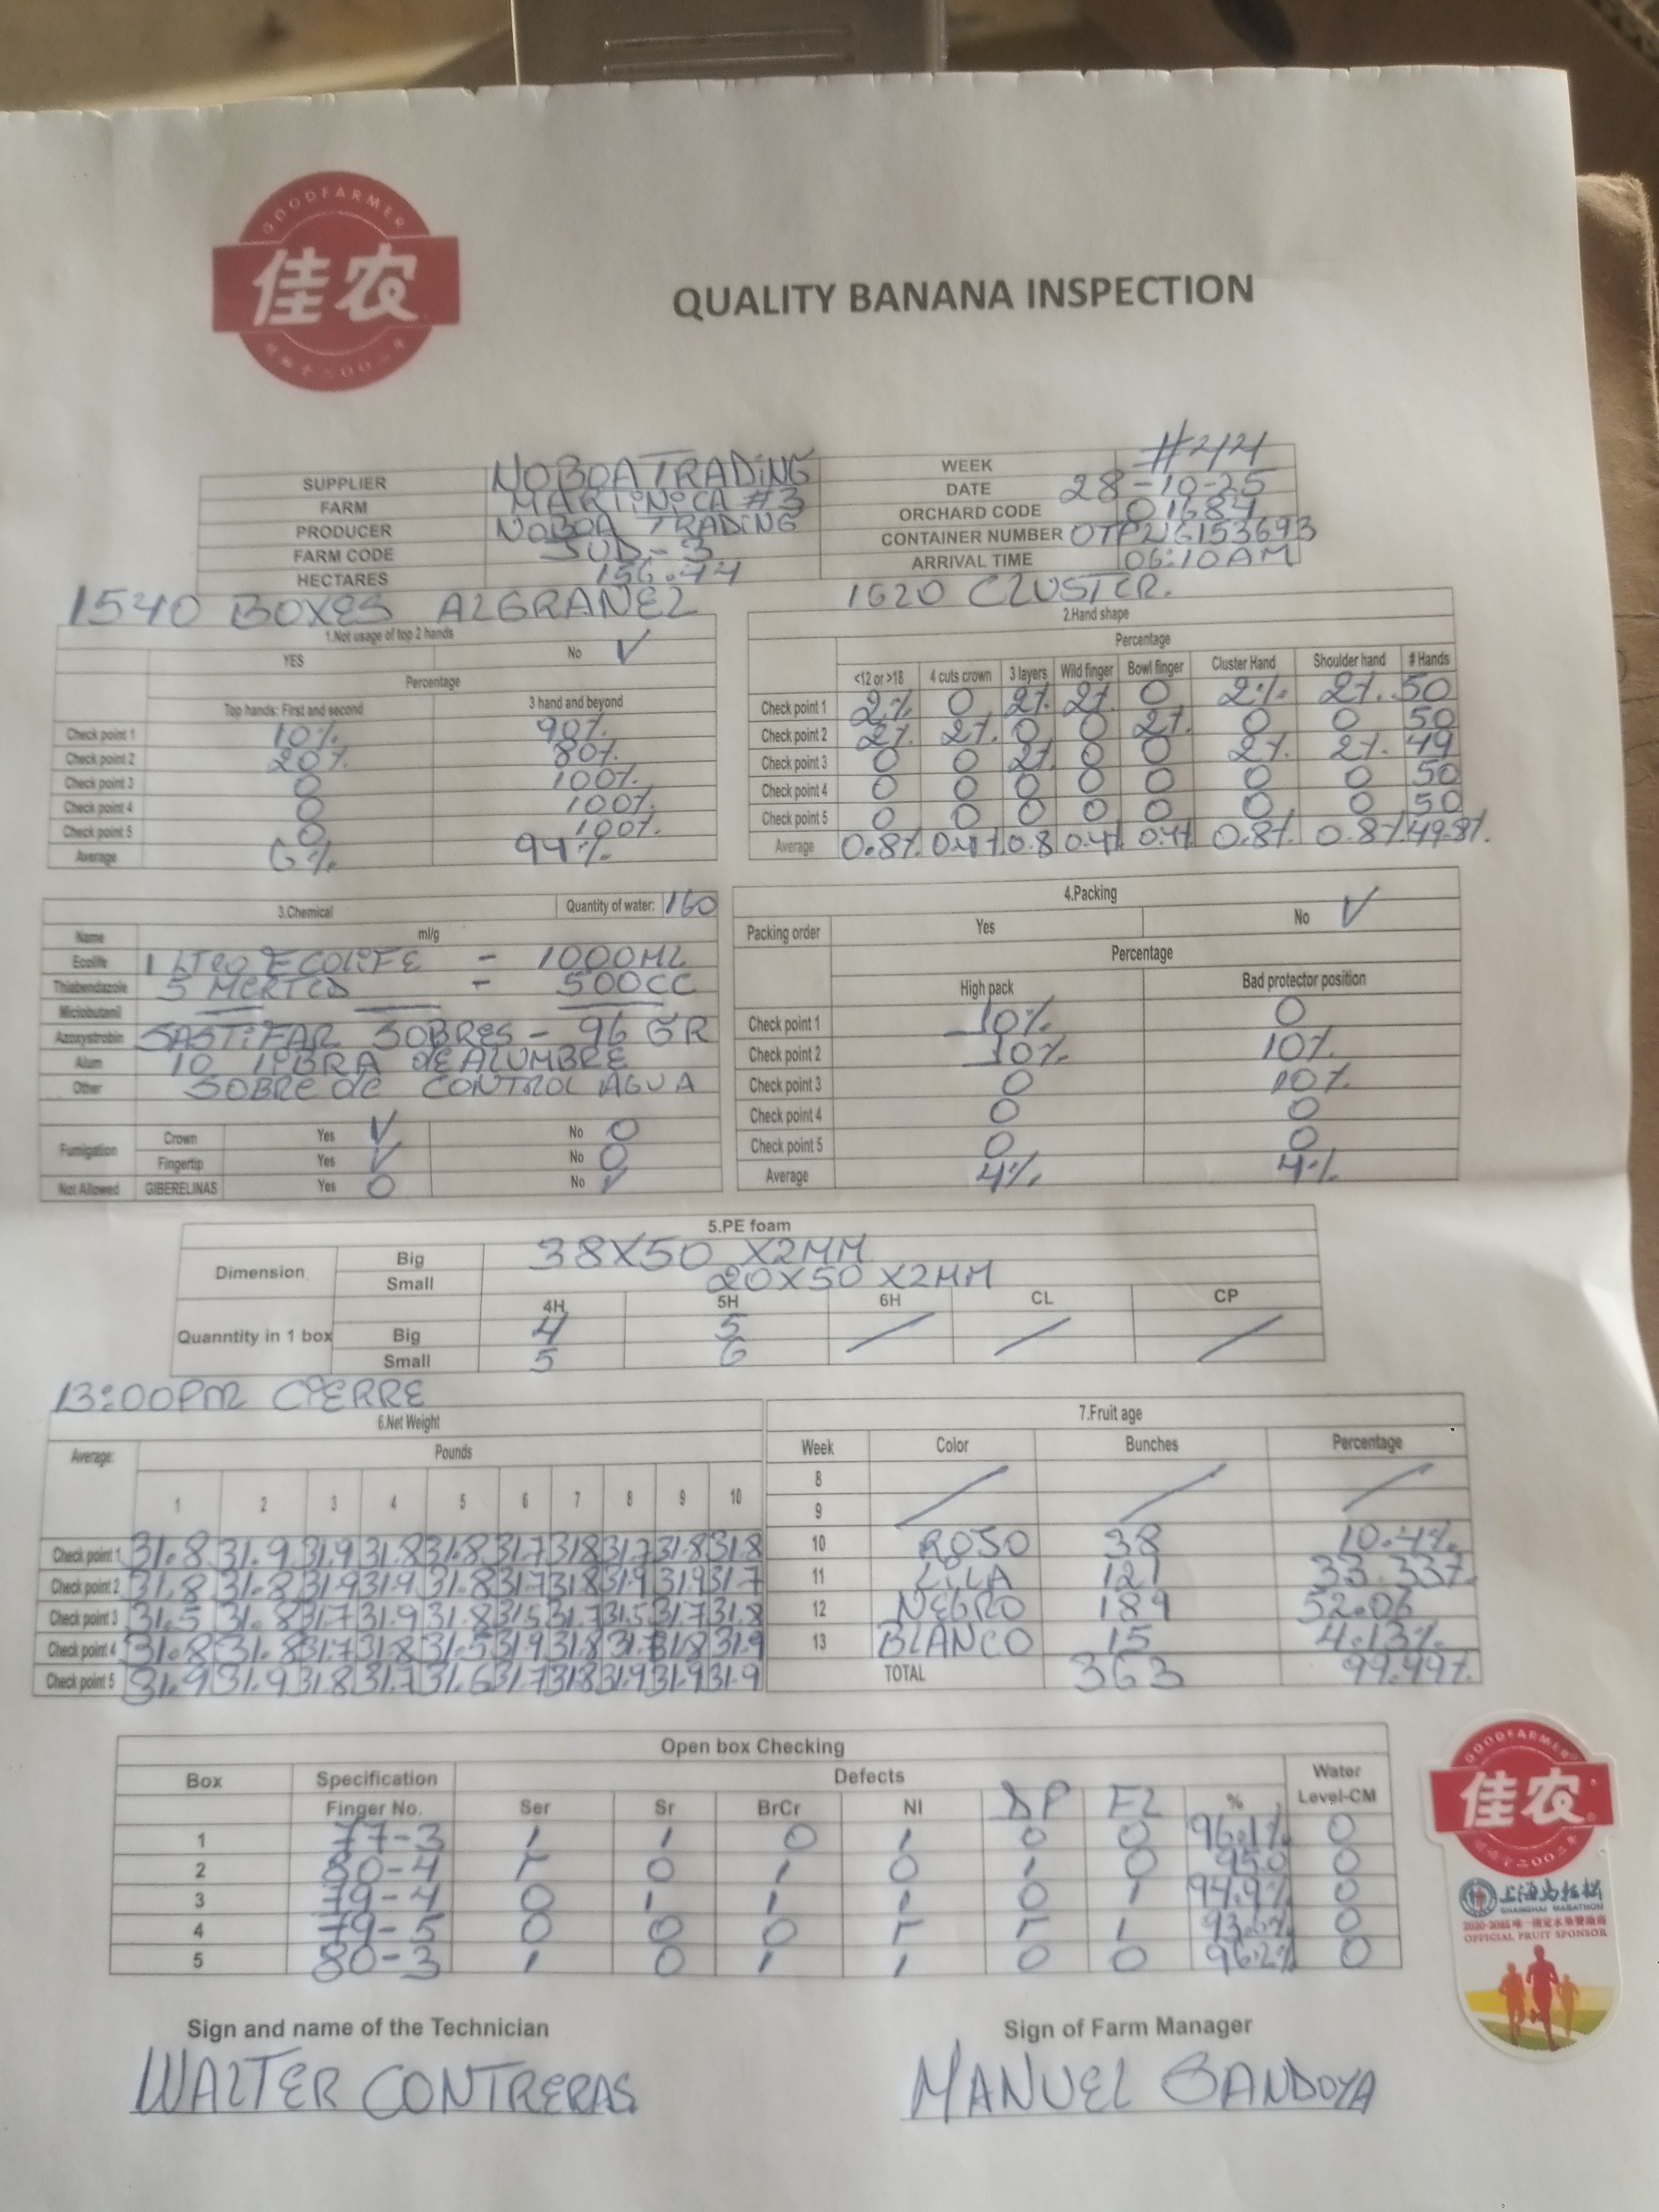 GOODFARMER
佳农
QUALITY BANANA INSPECTION
SUPPLIER NOBOA TRADING WEEK #44
FARM MARTINICA #3 DATE 28-10-25
PRODUCER NOBOA TRADING ORCHARD CODE 01684
FARM CODE SUD-3 CONTAINER NUMBER
HECTARES 156.44 ARRIVAL TIME 06:10AM
1540 BOXES ALGRANEL 1620 CLUSTER.
1.Not usage of top 2 hands
YES No ✓
Percentage
Top hands: First and second 3 hand and beyond
Check point 1 10% 90%
Check point 2 20% 80%
Check point 3 0 100%
Check point 4 0 100%
Check point 5 0 100%
Average 6% 94%
2.Hand shape
Percentage
<12 or >18 4 cuts crown 3 layers Wild finger Bowl finger Cluster Hand Shoulder hand # Hands
Check point 1 2% 0 2% 2% 0 2% 2% 50
Check point 2 2% 2% 0 0 2% 0 0 50
Check point 3 0 0 2% 0 0 2% 2% 49
Check point 4 0 0 0 0 0 0 0 50
Check point 5 0 0 0 0 0 0 0 50
Average 0.8% 0.4% 0.8 0.4% 0.4% 0.8% 0.8% 49.8%.
3.Chemical Quantity of water: 160
Name ml/g
Ecolife 1 LITRO ECOLIFE - 1000ML
Thiabendazole 5 MERTED - 500CC
Miclobutanil
Azoxystrobin SASTIFAR SOBRES - 96 GR
Alum 10 LIBRA DE ALUMBRE
Other SOBRE DE CONTROL AGUA
Fumigation Crown Yes ✓ No 0
Fingertip Yes ✓ No 0
Not Allowed GIBERELINAS Yes 0 No ✓
4.Packing
Packing order Yes No ✓
Percentage
High pack Bad protector position
Check point 1 10% 0
Check point 2 10% 10%
Check point 3 0 10%
Check point 4 0 0
Check point 5 0 0
Average 4% 4%
5.PE foam
Dimension Big 38X50 X2MM
Small 20X50 X2MM
4H 5H 6H CL CP
Quanntity in 1 box Big 4 5
Small 5 6
13:00PM CIERRE
6.Net Weight
Average: Pounds
1 2 3 4 5 6 7 8 9 10
Check point 1 31.8 31.9 31.9 31.8 31.8 31.7 31.8 31.7 31.8 31.8
Check point 2 31.8 31.8 31.9 31.9 31.8 31.7 31.8 31.9 31.9 31.7
Check point 3 31.5 31.8 31.7 31.9 31.8 31.5 31.7 31.5 31.7 31.8
Check point 4 31.8 31.8 31.7 31.8 31.5 31.9 31.8 31.8 31.9
Check point 5 31.9 31.9 31.8 31.7 31.6 31.7 31.8 31.9 31.9 31.9
7.Fruit age
Week Color Bunches Percentage
8
9
10 ROSO 38 10.4%
11 LILA 121 33.33%
12 NEGRO 189 52.06
13 BLANCO 15 4.13%
TOTAL 363 99.99%
Open box Checking
Box Specification Defects Water
Finger No. Ser Sr BrCr NI DP FL % Level-CM
1 77-3 1 1 0 1 0 0 96.1% 0
2 80-4 0 1 0 1 0 95.0 0
3 79-4 0 1 1 1 0 1 94.9% 0
4 79-5 0 0 0 1 93.6% 0
5 80-3 1 0 1 1 0 0 96.2% 0
Sign and name of the Technician Sign of Farm Manager
WALTER CONTRERAS MANUEL SANDOYA
GOODFARMER
佳农
上海马拉松
SHANGHAI MARATHON
OFFICIAL FRUIT SPONSOR